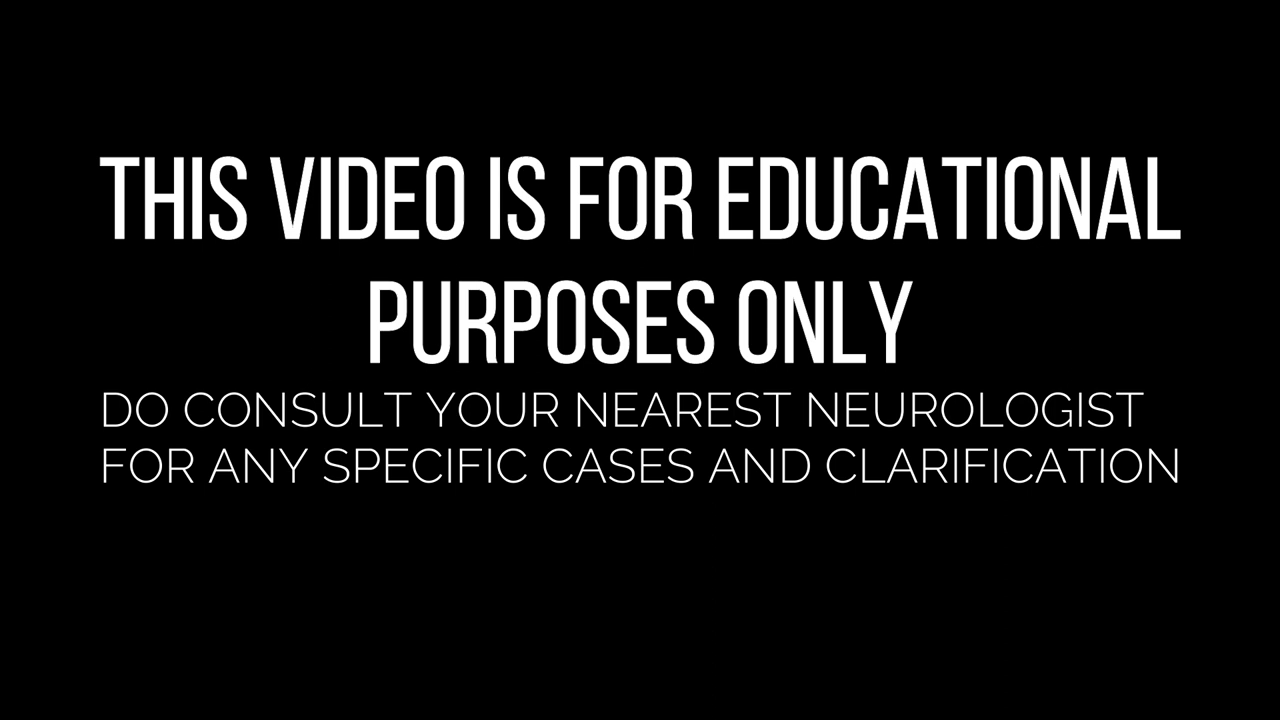 THIS VIDEO IS FOR EDUCATIONAL
PURPOSES ONLY
DO CONSULT YOUR NEAREST NEUROLOGIST
FOR ANY SPECIFIC CASES AND CLARIFICATION